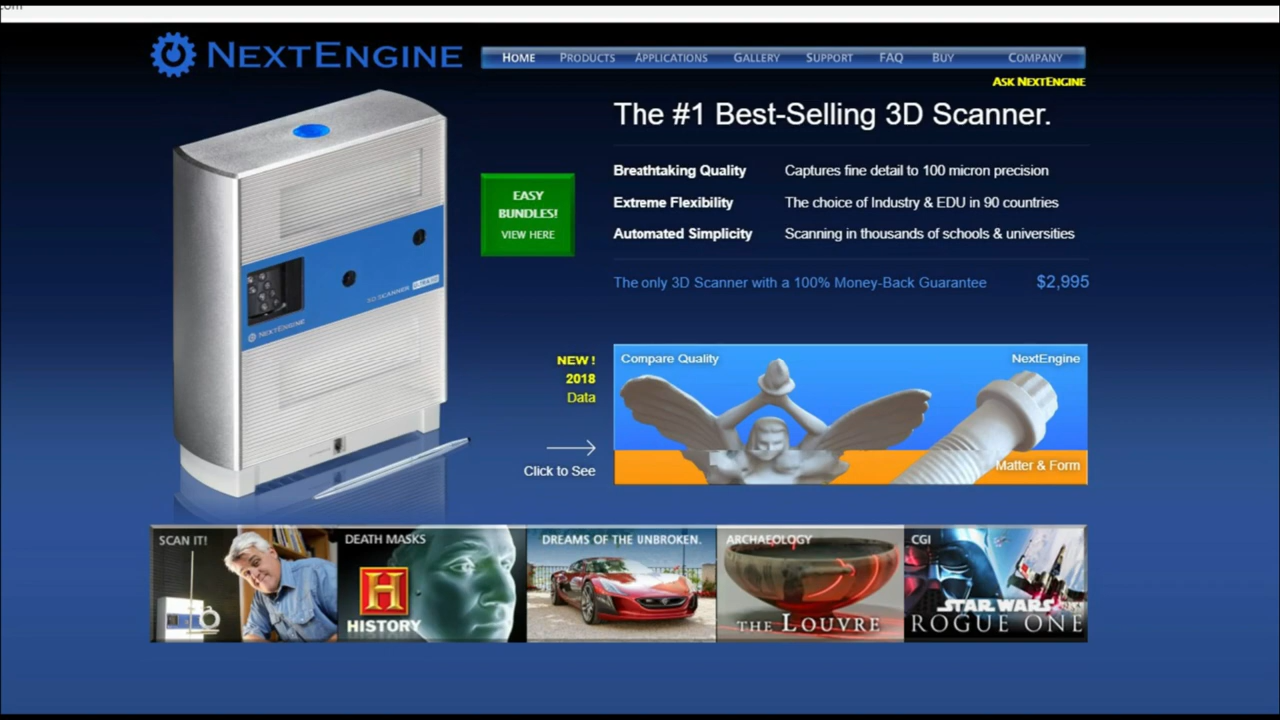 .com
NEXTENGINE
HOME PRODUCTS APPLICATIONS GALLERY SUPPORT FAQ BUY COMPANY
ASK NEXTENGINE
The #1 Best-Selling 3D Scanner.
Breathtaking Quality Captures fine detail to 100 micron precision
EASY
BUNDLES!
VIEW HERE
Extreme Flexibility The choice of Industry & EDU in 90 countries
Automated Simplicity Scanning in thousands of schools & universities
The only 3D Scanner with a 100% Money-Back Guarantee $2,995
3D SCANNER
NEXTENGINE
NEW !
2018
Data
Click to See
Compare Quality NextEngine
Matter & Form
SCAN IT!
DEATH MASKS
H
HISTORY
DREAMS OF THE UNBROKEN.
ARCHAEOLOGY
THE LOUVRE
CGI
STAR WARS
ROGUE ONE